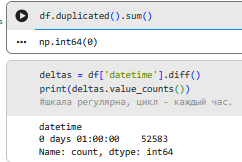 df.duplicated().sum()
np.int64(0)
deltas = df['datetime'].diff()
print(deltas.value_counts())
#шкала регулярна, цикл - каждый час.
datetime
0 days 01:00:00    52583
Name: count, dtype: int64